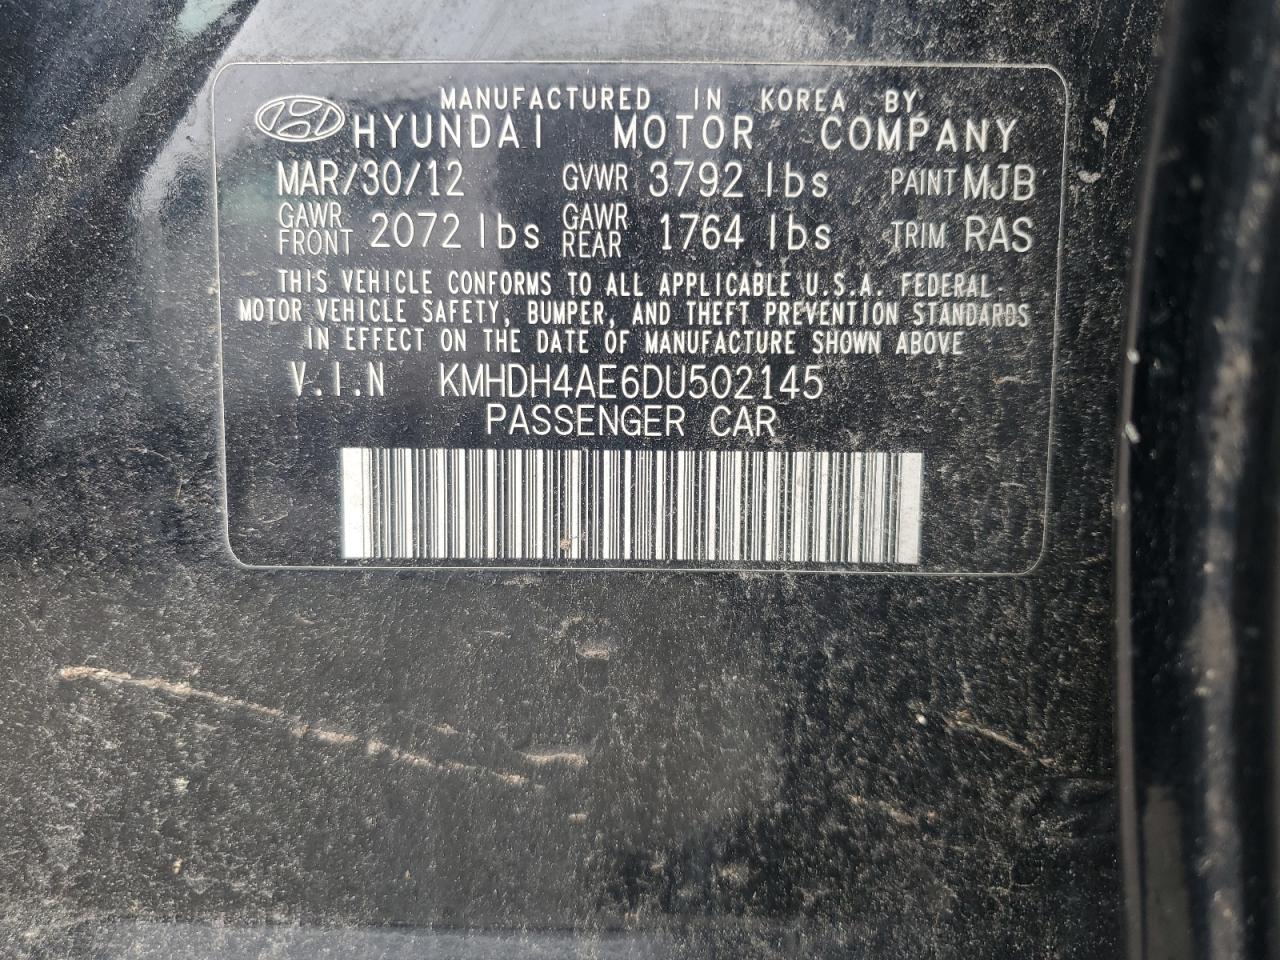 MANUFACTURED IN KOREA BY
HYUNDAI MOTOR COMPANY
MAR/30/12 GVWR 3792 lbs PAINT MJB
GAWR FRONT 2072 lbs GAWR REAR 1764 lbs TRIM RAS
THIS VEHICLE CONFORMS TO ALL APPLICABLE U.S.A. FEDERAL
MOTOR VEHICLE SAFETY, BUMPER, AND THEFT PREVENTION STANDARDS
IN EFFECT ON THE DATE OF MANUFACTURE SHOWN ABOVE
V.I.N KMHDH4AE6DU502145
PASSENGER CAR